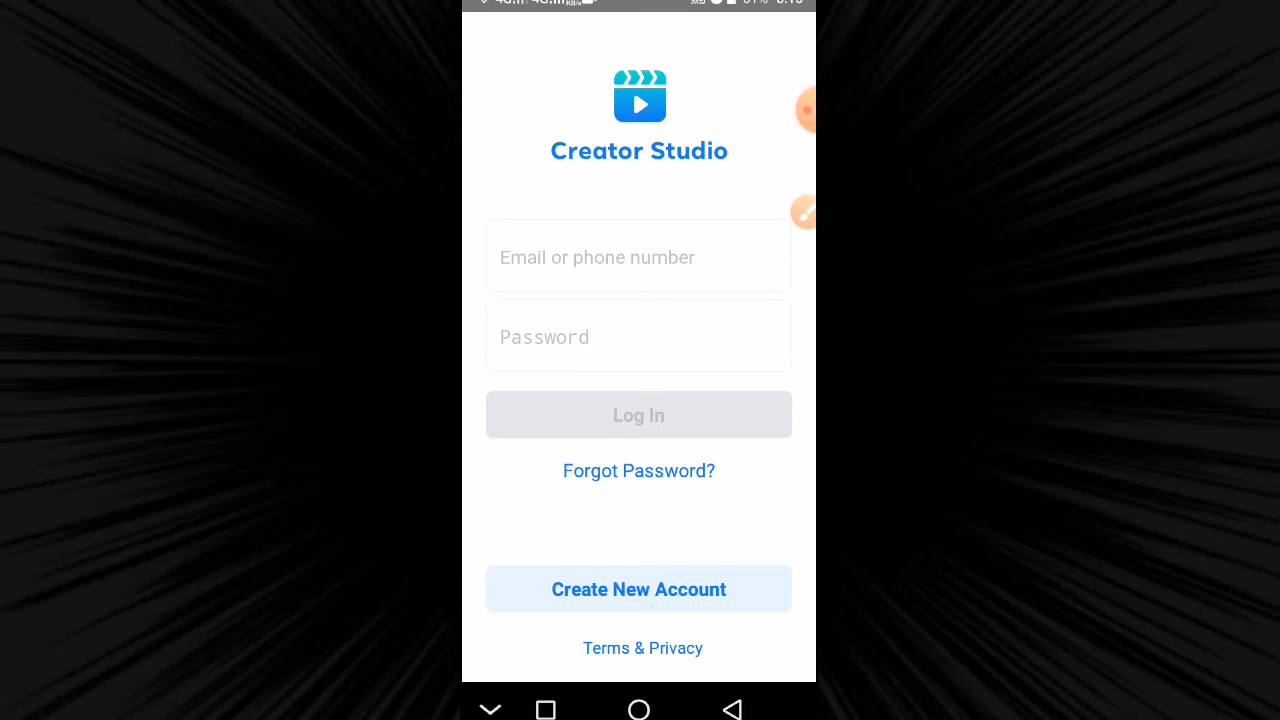 Creator Studio
Email or phone number
Password
Log In
Forgot Password?
Create New Account
Terms & Privacy